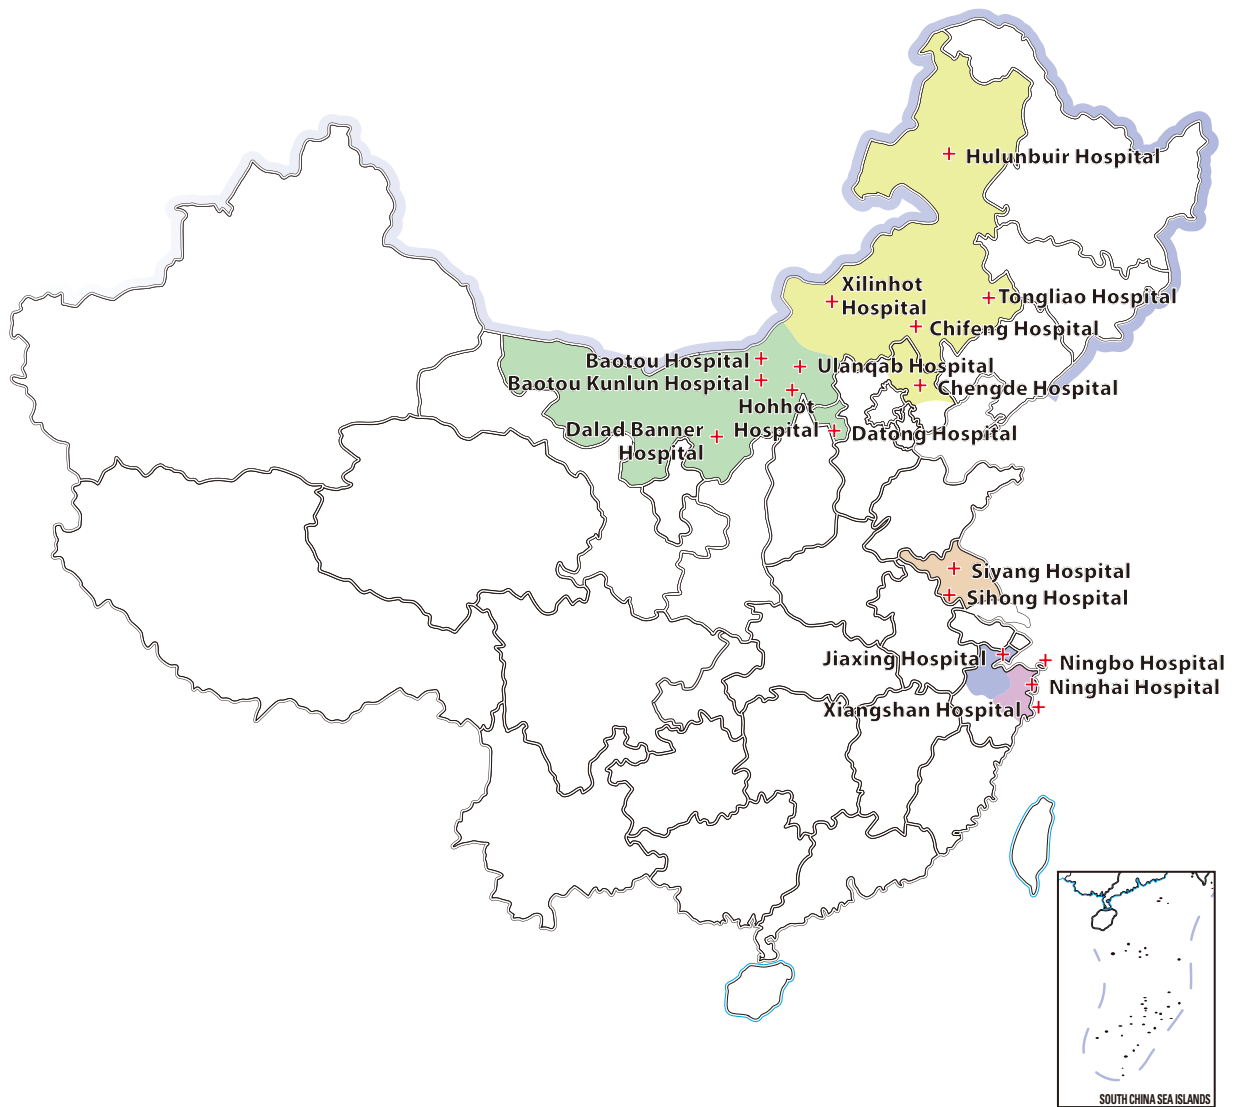 Hulunbuir Hospital
Xilinhot
Hospital
Tongliao Hospital
Chifeng Hospital
Baotou Hospital
Ulanqab Hospital
Baotou Kunlun Hospital
Chengde Hospital
Hohhot
Hospital
Dalad Banner
Hospital
Datong Hospital
Siyang Hospital
Sihong Hospital
Jiaxing Hospital
Ningbo Hospital
Ninghai Hospital
Xiangshan Hospital
SOUTH CHINA SEA ISLANDS